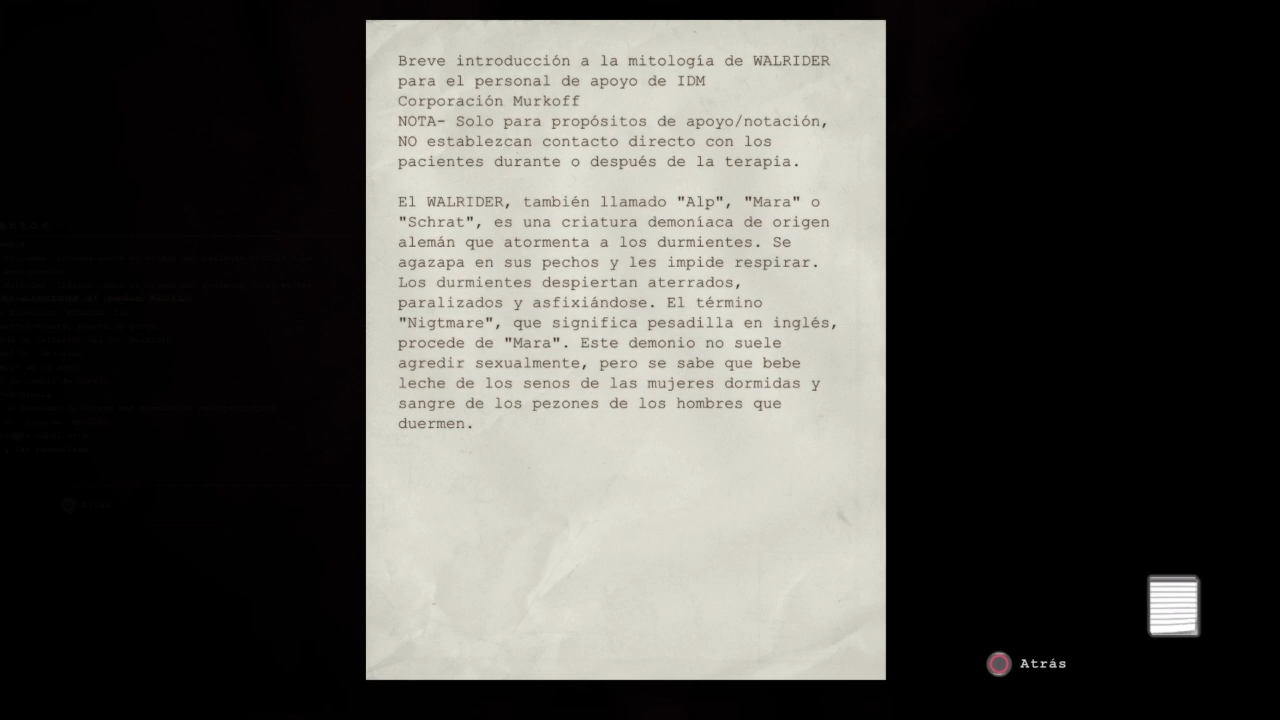 Breve introducción a la mitología de WALRIDER
para el personal de apoyo de IDM
Corporación Murkoff
NOTA- Solo para propósitos de apoyo/notación,
NO establezcan contacto directo con los
pacientes durante o después de la terapia.
El WALRIDER, también llamado "Alp", "Mara" o
"Schrat", es una criatura demoníaca de origen
alemán que atormenta a los durmientes. Se
agazapa en sus pechos y les impide respirar.
Los durmientes despiertan aterrados,
paralizados y asfixiándose. El término
"Nigtmare", que significa pesadilla en inglés,
procede de "Mara". Este demonio no suele
agredir sexualmente, pero se sabe que bebe
leche de los senos de las mujeres dormidas y
sangre de los pezones de los hombres que
duermen.
Atrás